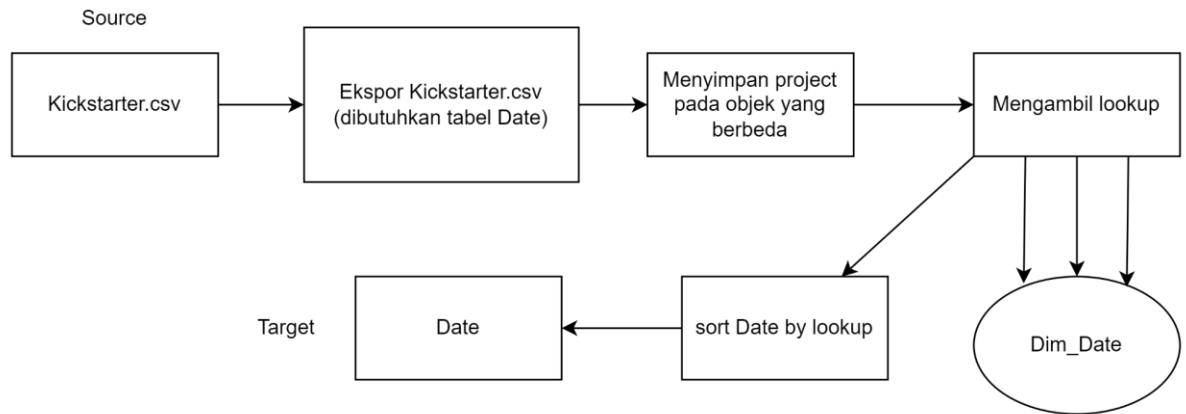 Source
Kickstarter.csv
Ekspor Kickstarter.csv
(dibutuhkan tabel Date)
Menyimpan project
pada objek yang
berbeda
Mengambil lookup
Target
Date
sort Date by lookup
Dim_Date